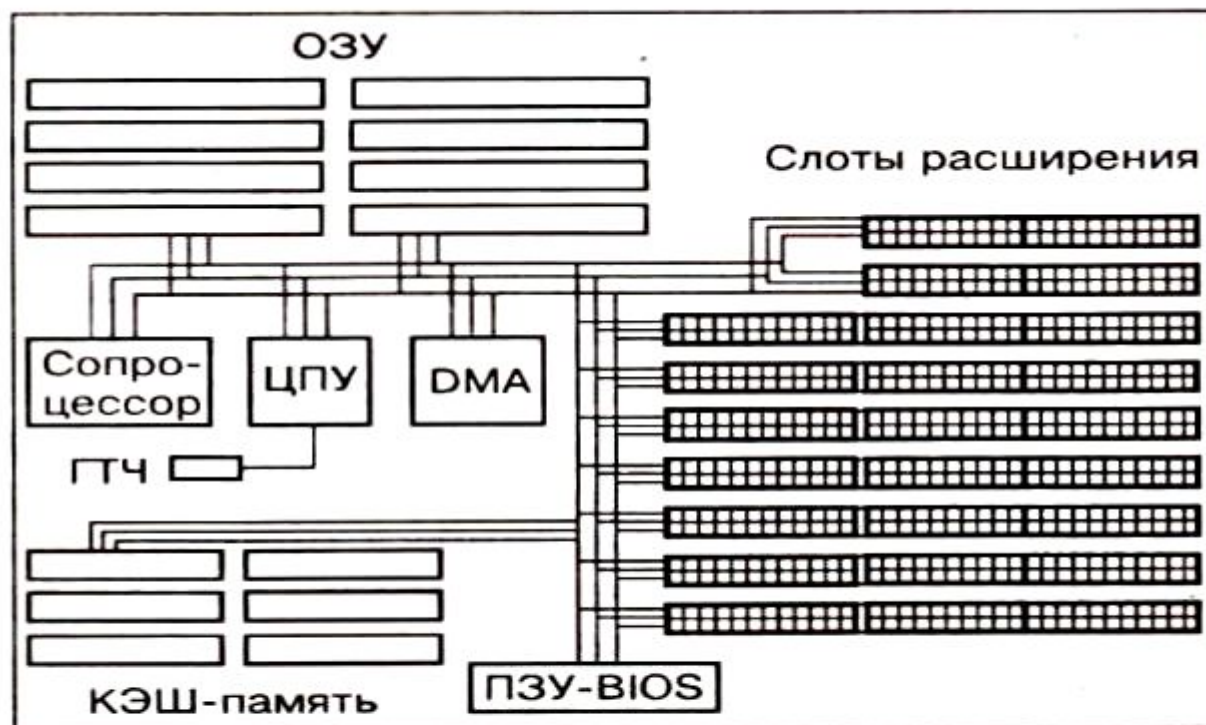 ОЗУ
Слоты расширения
Сопро-
цессор
ЦПУ
DMA
ГТЧ
КЭШ-память
ПЗУ-BIOS